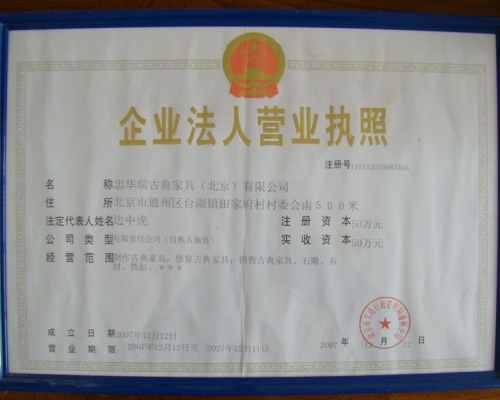 企业法人营业执照
注册号
名 称 忠华瑞古典家具（北京）有限公司
住 所 北京市通州区台湖镇田家府村村委会南500米
法定代表人姓名 边中虎 注册资本 50万元
公司类型 有限责任公司（自然人独资） 实收资本 50万元
经营范围 制作古典家具；修复古典家具；销售古典家具、石雕、石
材、铁缸。***
成立日期 2007年12月12日
营业期限 2007年12月12日至 2027年12月11日
2007 年 12 月 12 日